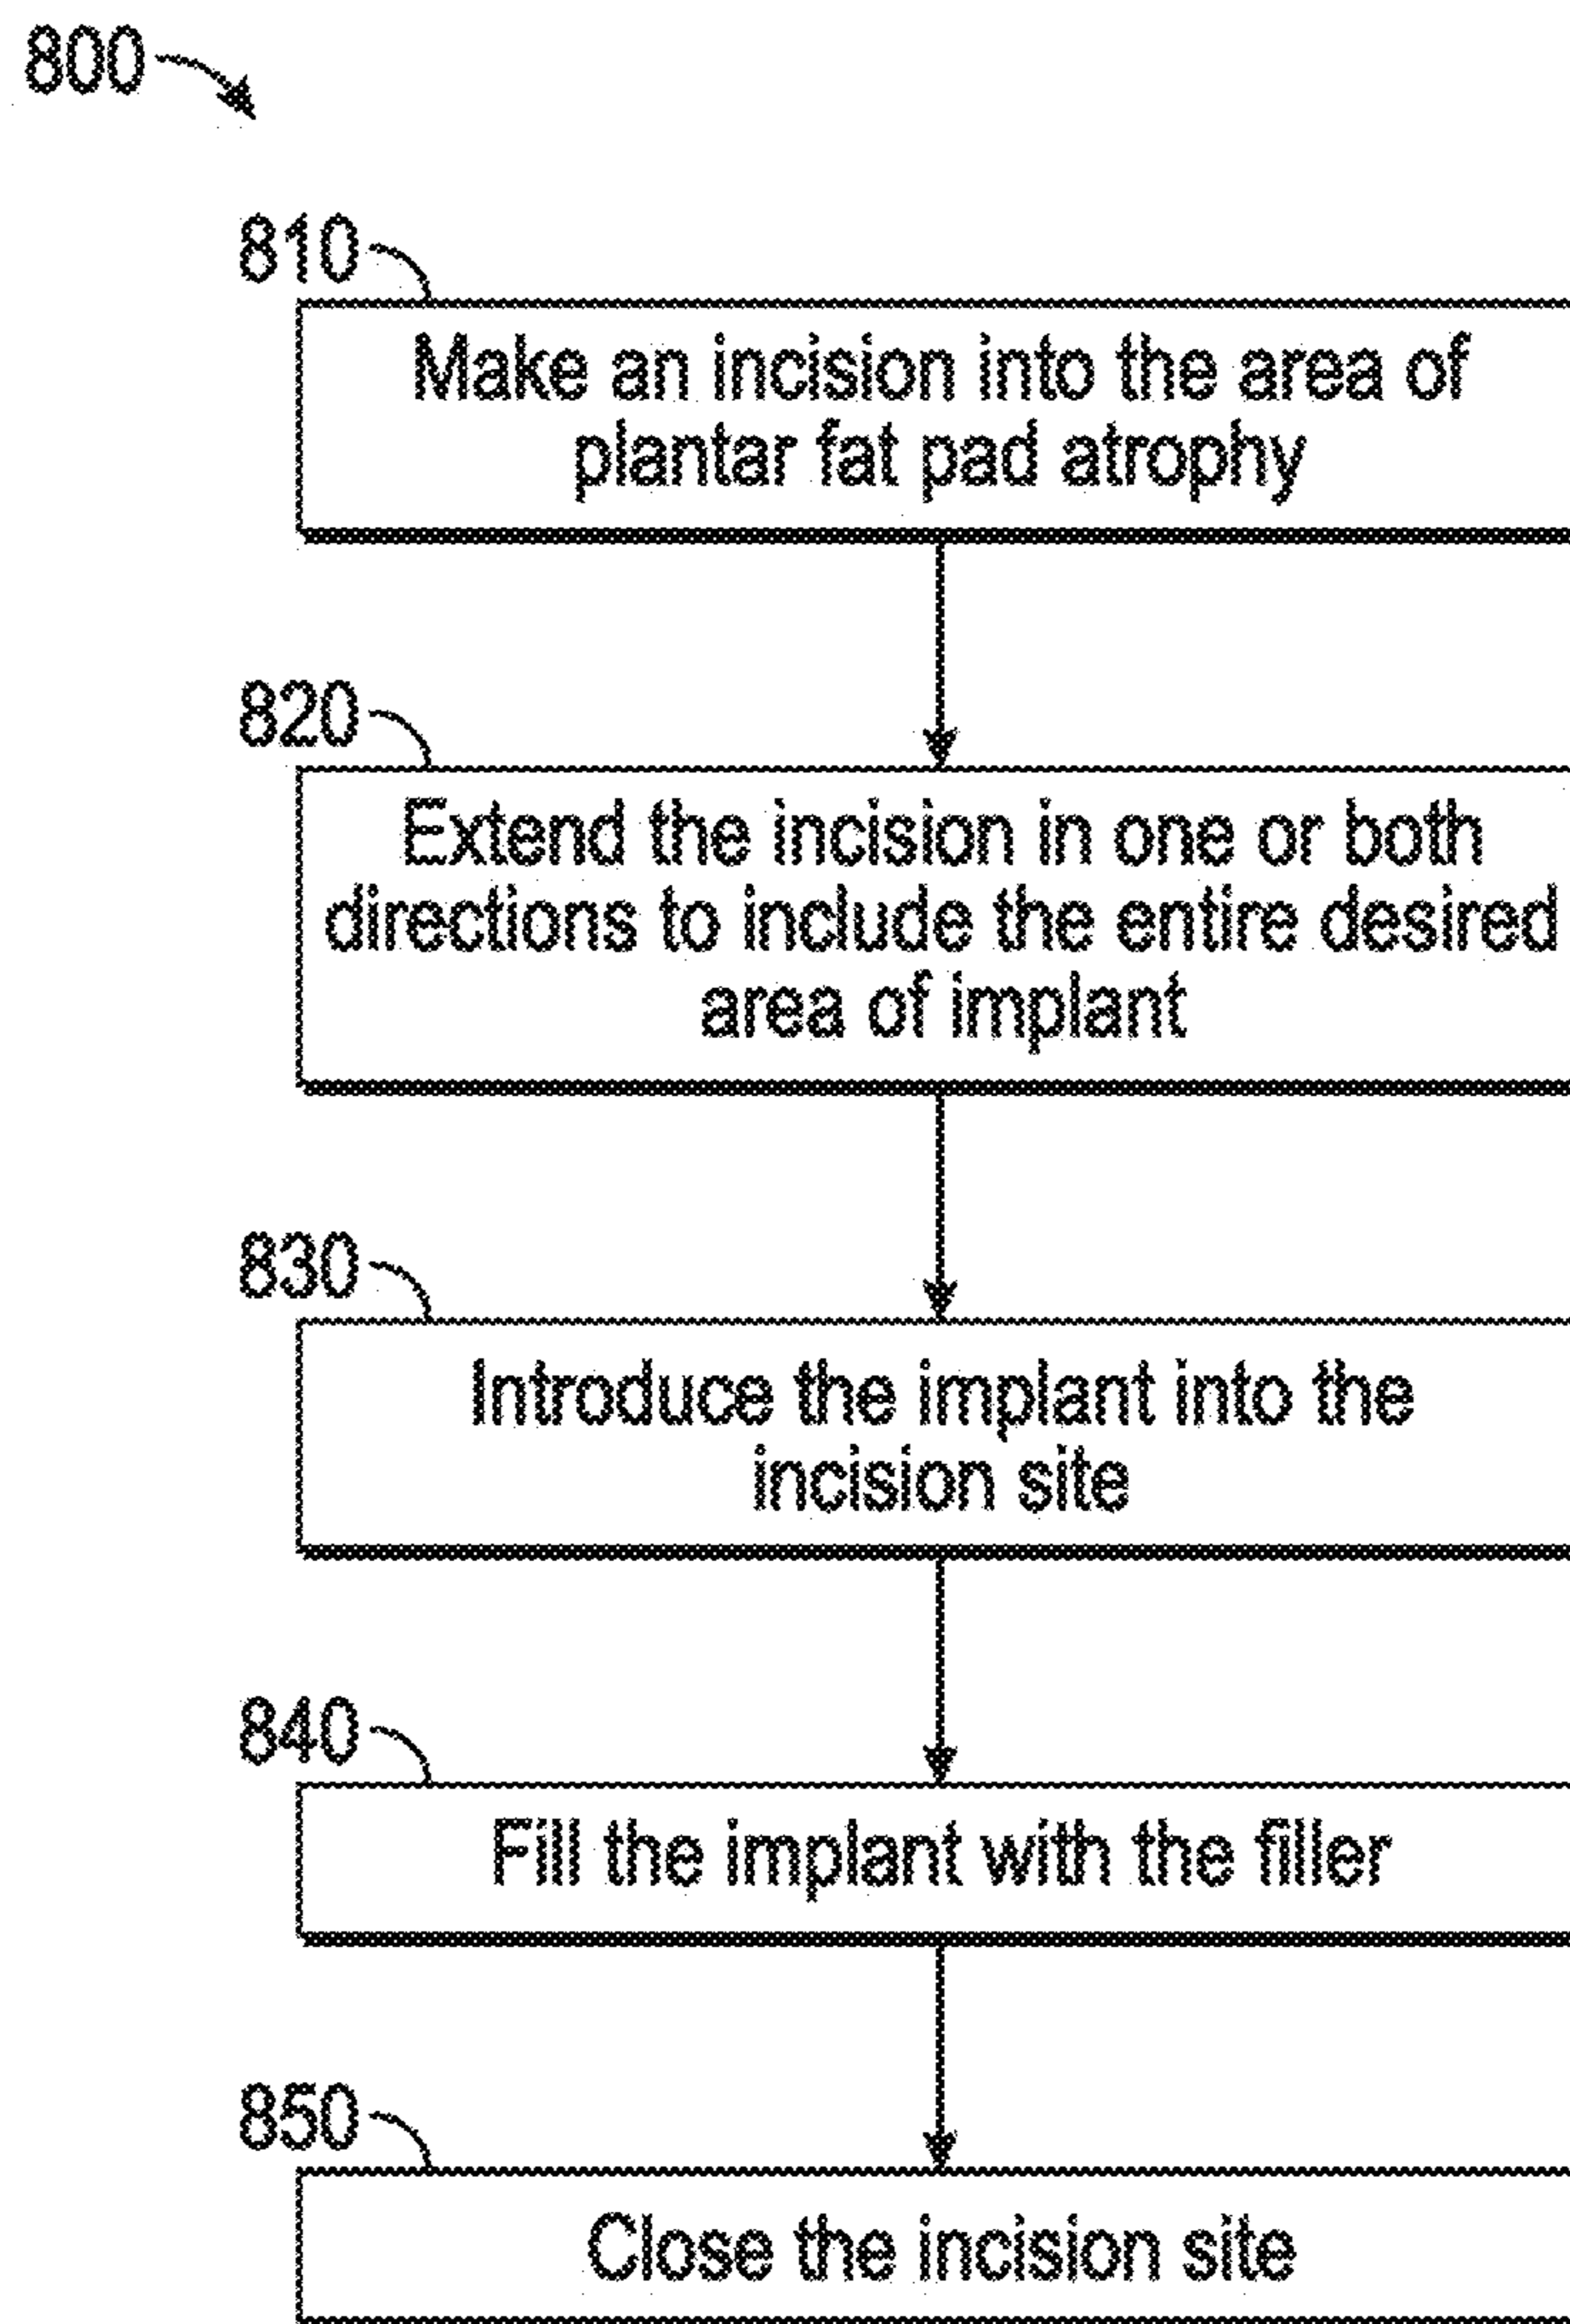 800
810
Make an incision into the area of
plantar fat pad atrophy
820
Extend the incision in one or both
directions to include the entire desired
area of implant
830
Introduce the implant into the
incision site
840
Fill the implant with the filler
850
Close the incision site